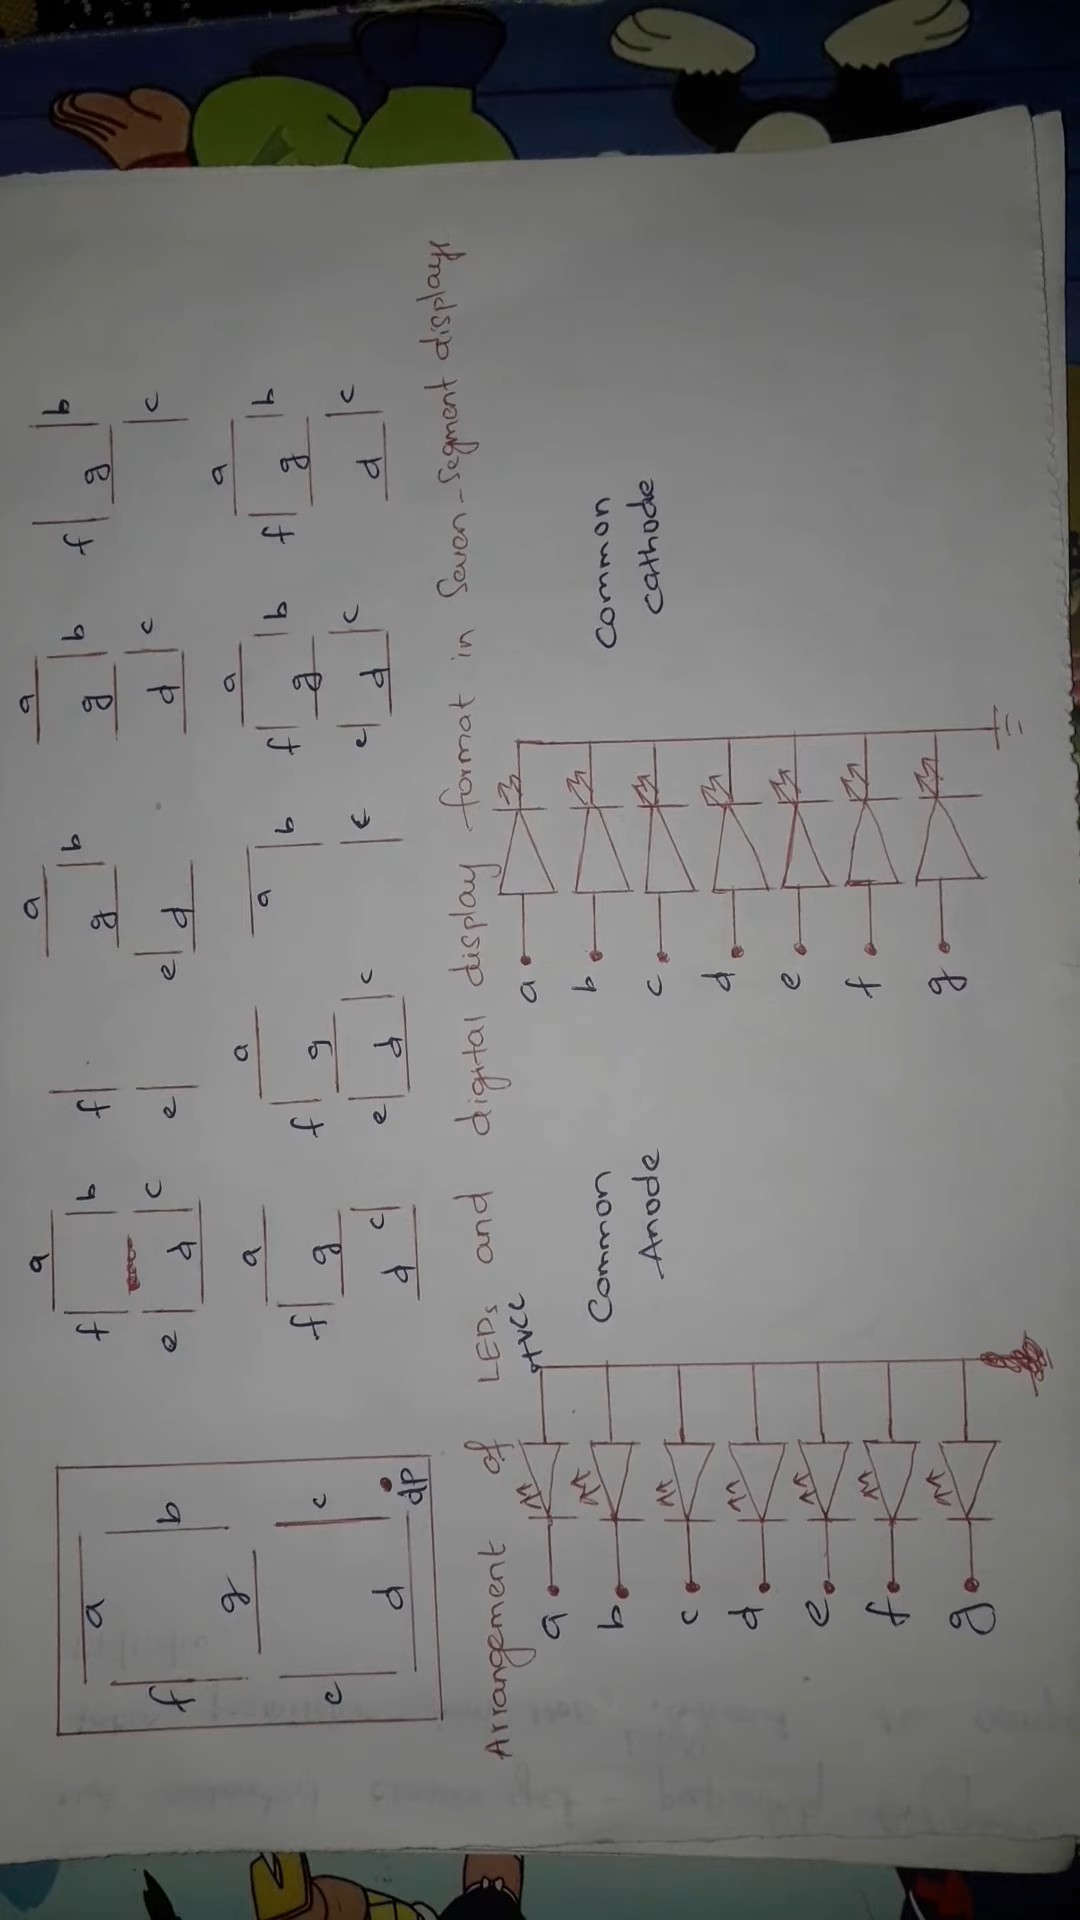 a
f b
g
e c
d dP
a
f b
e d c
f
e
a
b
g
e d
a
b
g
d c
f b
g
c
a
f g
d c
a
f g
e d c
a b
c
a
f g b
e d c
a
f g b
d c
Arrangement of LEDs and digital display format in Seven-Segment displays
+vcc
a
b
c
d
e
f
g
Common
Anode
a
b
c
d
e
f
g
Common
cathode